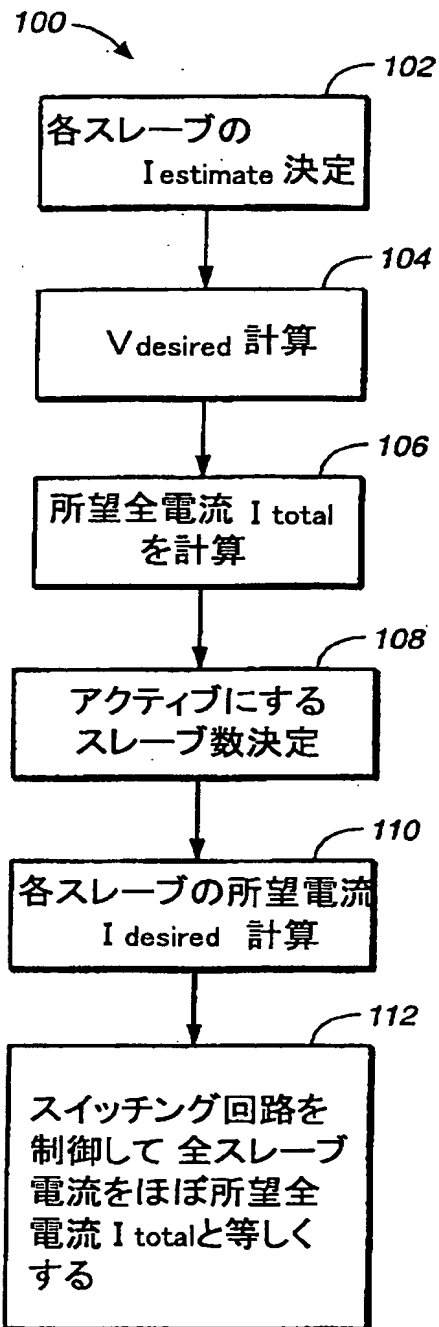 100
102
各スレーブの
I estimate 決定
104
V desired 計算
106
所望全電流 I total
を計算
108
アクティブにする
スレーブ数決定
110
各スレーブの所望電流
I desired 計算
112
スイッチング回路を
制御して 全スレーブ
電流をほぼ所望全
電流 I totalと等しく
する